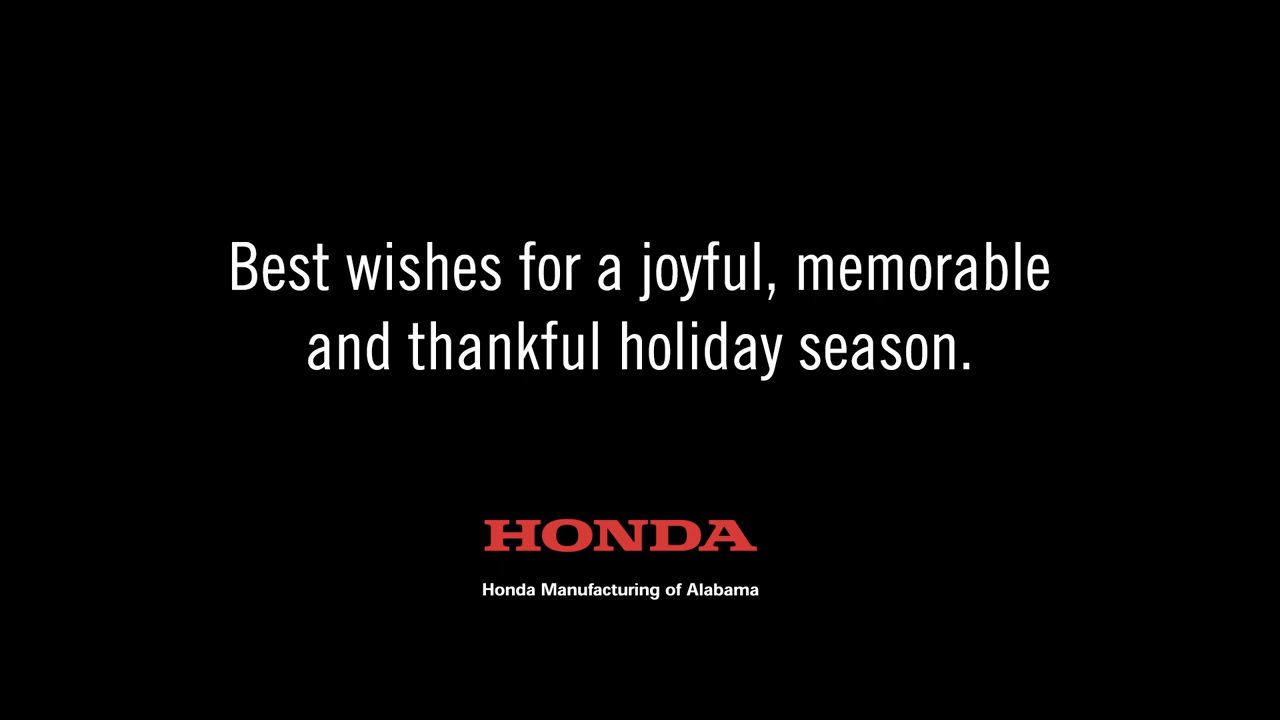 Best wishes for a joyful, memorable
and thankful holiday season.
HONDA
Honda Manufacturing of Alabama